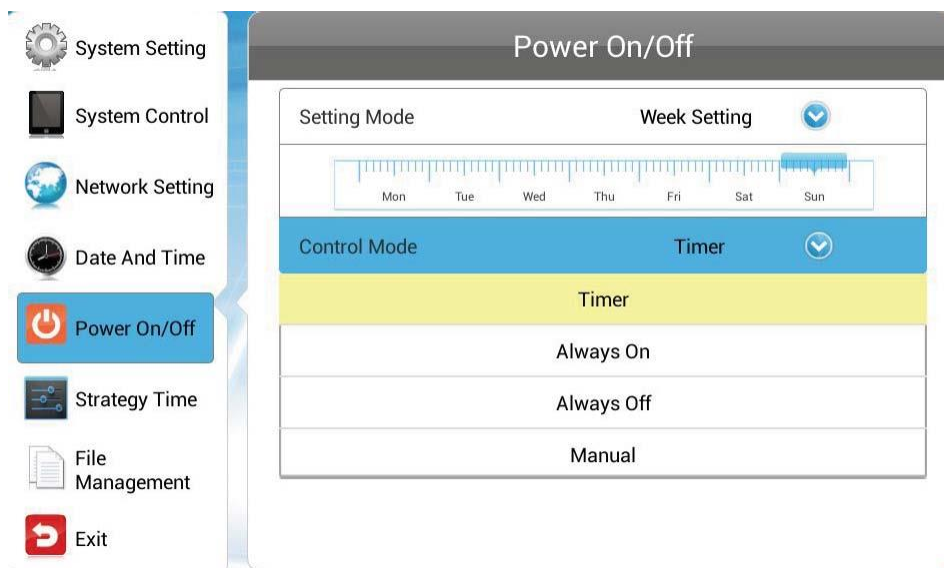 System Setting
System Control
Network Setting
Date And Time
Power On/Off
Strategy Time
File
Management
Exit
Power On/Off
Setting Mode Week Setting
Mon Tue Wed Thu Fri Sat Sun
Control Mode Timer
Timer
Always On
Always Off
Manual